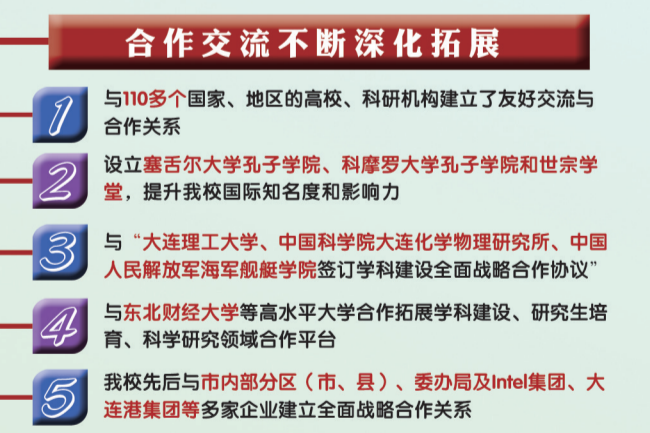 合作交流不断深化拓展
1 与110多个国家、地区的高校、科研机构建立了友好交流与
合作关系
2 设立塞舌尔大学孔子学院、科摩罗大学孔子学院和世宗学
堂，提升我校国际知名度和影响力
3 与“大连理工大学、中国科学院大连化学物理研究所、中国
人民解放军海军舰艇学院签订学科建设全面战略合作协议”
4 与东北财经大学等高水平大学合作拓展学科建设、研究生培
育、科学研究领域合作平台
5 我校先后与市内部分区（市、县）、委办局及Intel集团、大
连港集团等多家企业建立全面战略合作关系